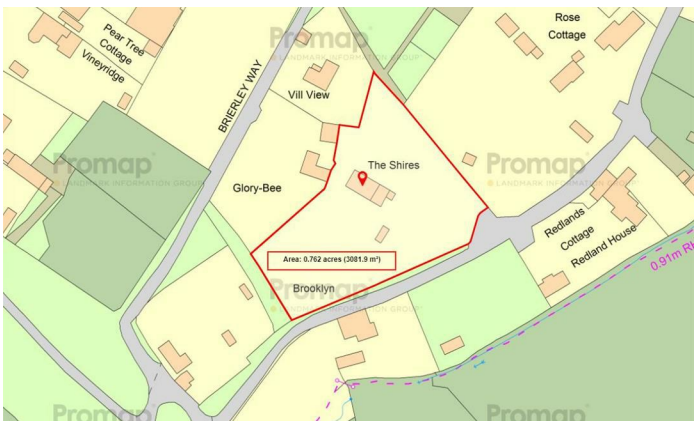 Promap
LANDMARK INFORMATION GROUP
Rose
Cottage
Pear Tree
Cottage
Vineyridge
BRIERLEY WAY
Vill View
Promap
LANDMARK INFORMATION GROUP
The Shires
Promap
LANDMARK INFORMATION GROUP
Glory-Bee
Redlands
Cottage
Redland House
0.91m RH
Area: 0.762 acres (3081.9 m²)
Brooklyn
Promap
LANDMARK INFORMATION GROUP
Promap
Promap